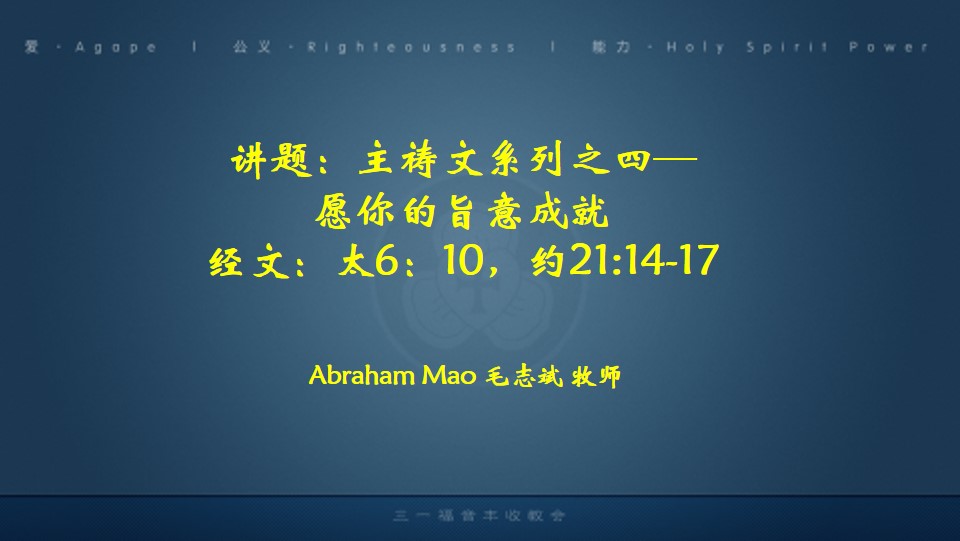 爱 · Agape | 公义 · Righteousness | 能力 · Holy Spirit Power
讲题：主祷文系列之四—
愿你的旨意成就
经文：太6：10，约21:14-17
Abraham Mao 毛志斌 牧师
三一福音丰收教会